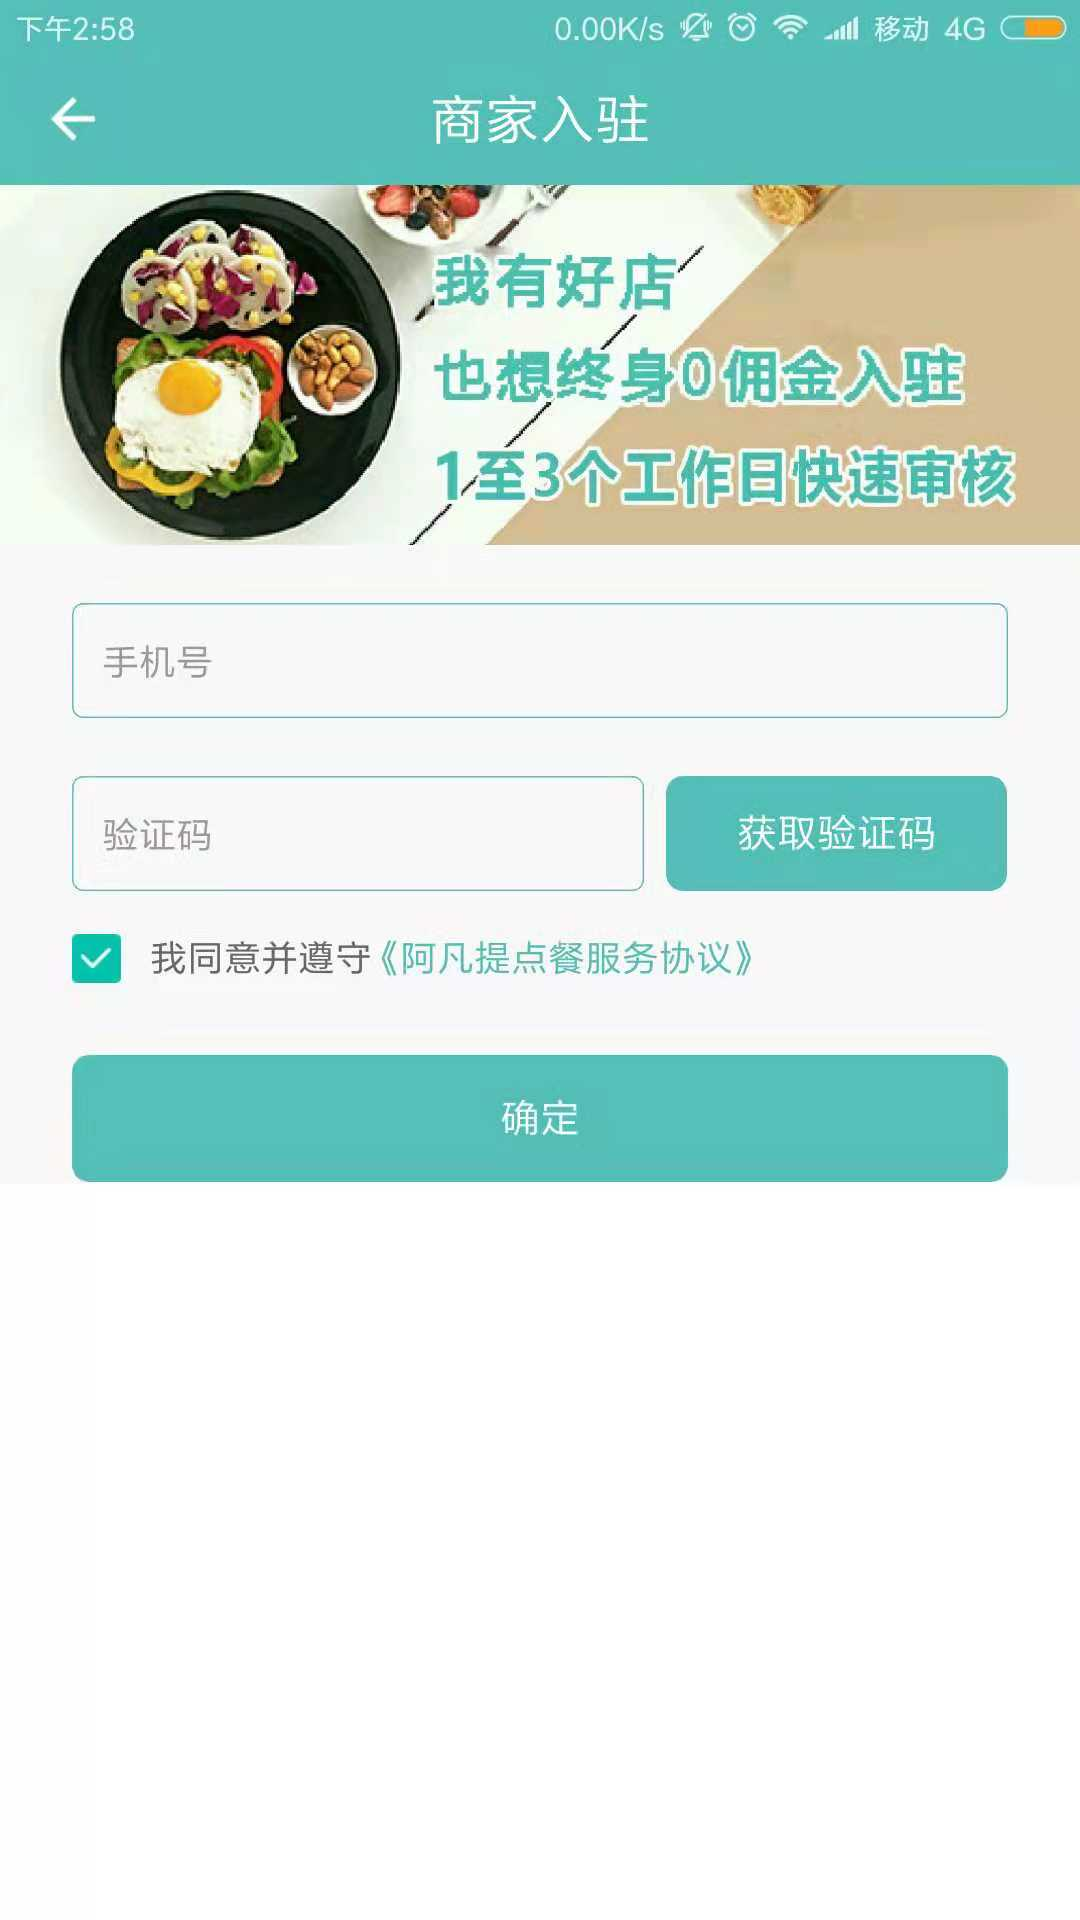 下午2:58 0.00K/s 移动 4G
商家入驻
我有好店
也想终身0佣金入驻
1至3个工作日快速审核
手机号
验证码 获取验证码
我同意并遵守《阿凡提点餐服务协议》
确定